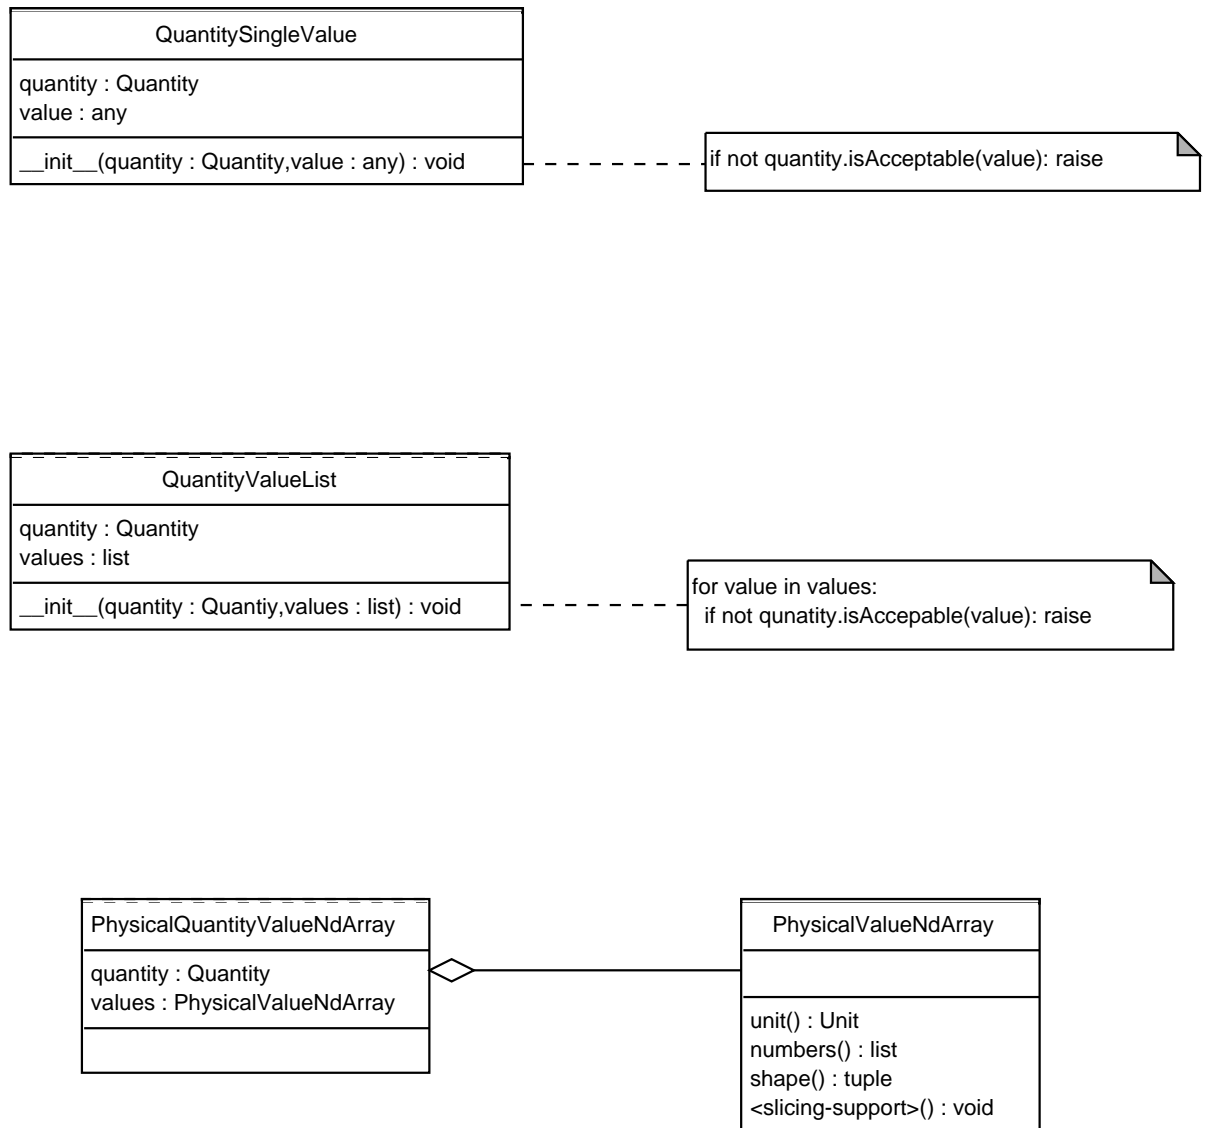 QuantitySingleValue
quantity : Quantity
value : any
__init__(quantity : Quantity,value : any) : void
if not quantity.isAcceptable(value): raise
QuantityValueList
quantity : Quantity
values : list
__init__(quantity : Quantiy,values : list) : void
for value in values:
if not qunatity.isAccepable(value): raise
PhysicalQuantityValueNdArray
quantity : Quantity
values : PhysicalValueNdArray
PhysicalValueNdArray
unit() : Unit
numbers() : list
shape() : tuple
<slicing-support>() : void